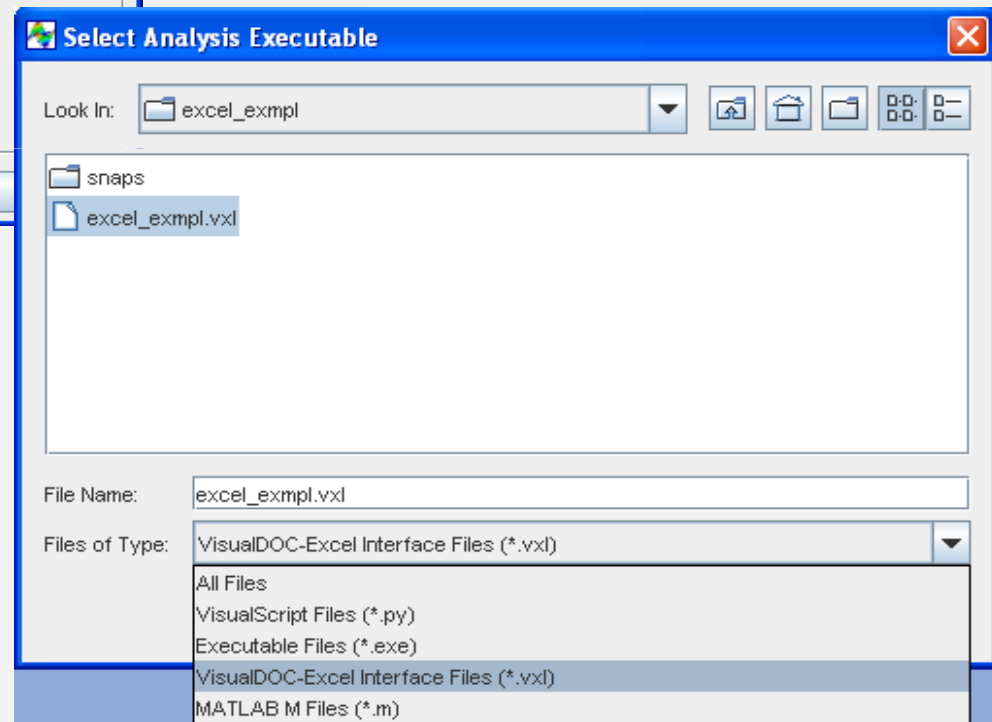 Select Analysis Executable
Look In: excel_exmpl
snaps
excel_exmpl.vxl
File Name: excel_exmpl.vxl
Files of Type: VisualDOC-Excel Interface Files (*.vxl)
All Files
VisualScript Files (*.py)
Executable Files (*.exe)
VisualDOC-Excel Interface Files (*.vxl)
MATLAB M Files (*.m)